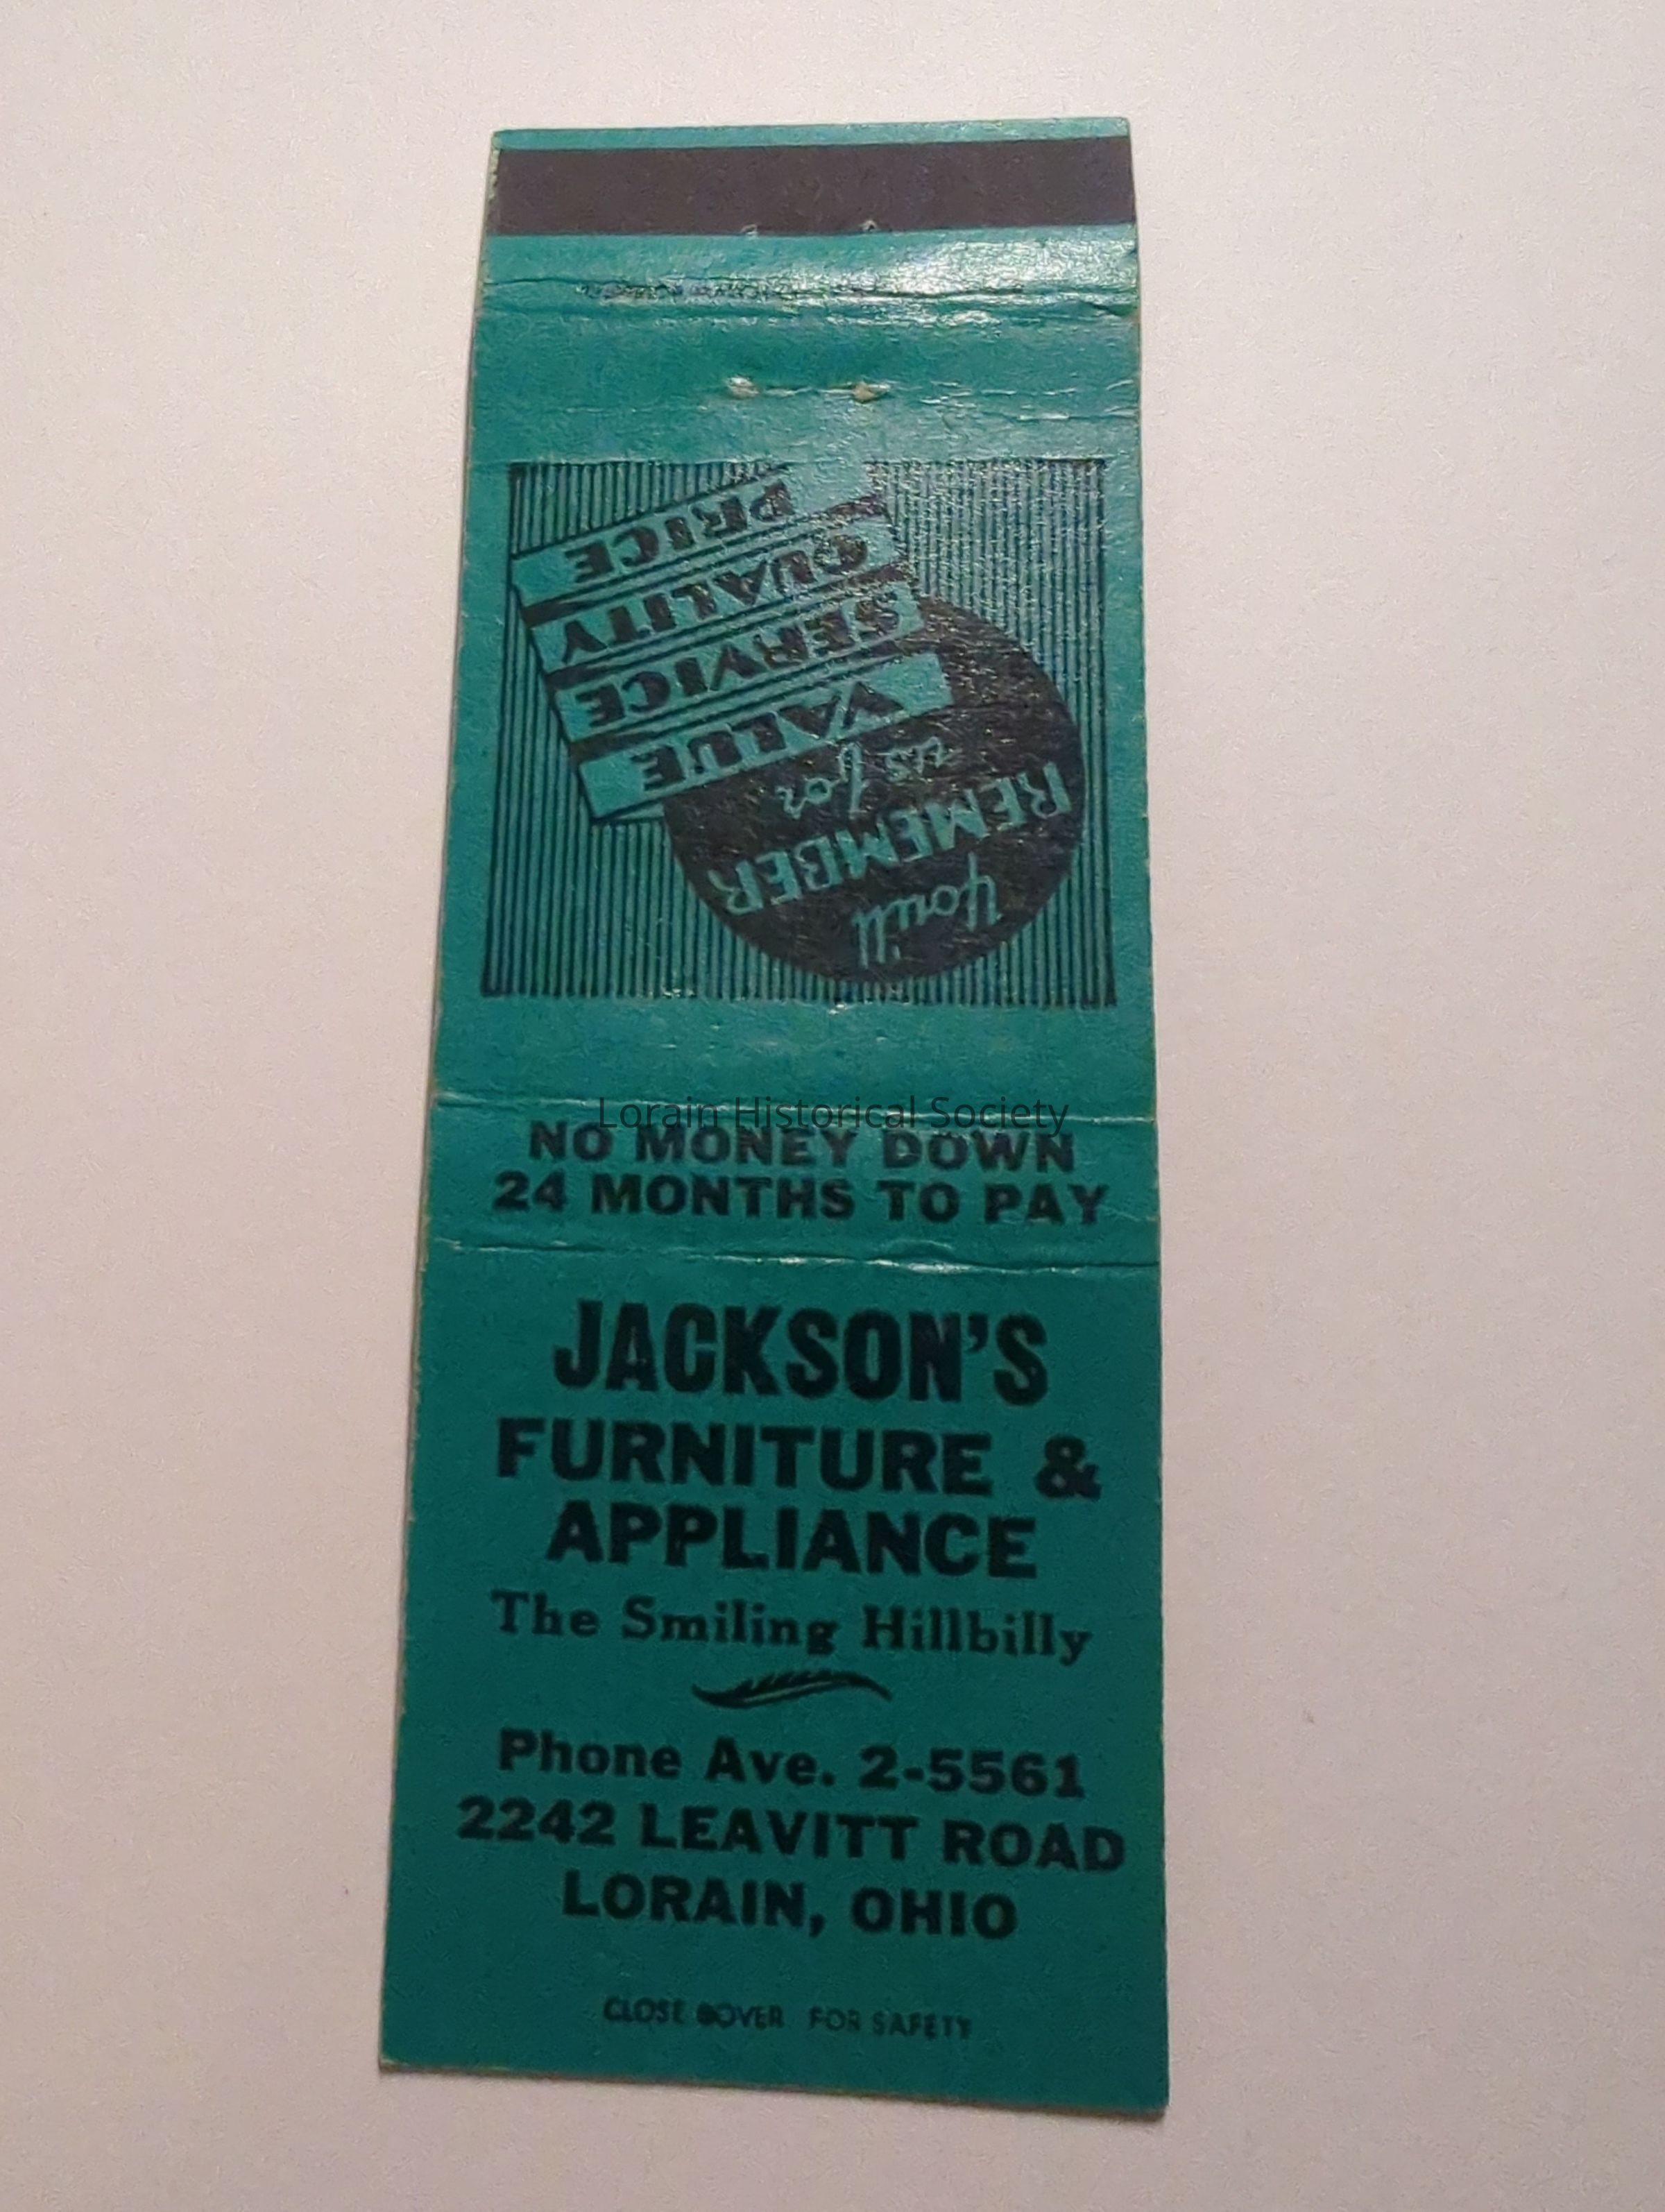 You'll
REMEMBER
us for
VALUE
SERVICE
QUALITY
PRICE
Lorain Historical Society
NO MONEY DOWN
24 MONTHS TO PAY
JACKSON'S
FURNITURE &
APPLIANCE
The Smiling Hillbilly
Phone Ave. 2-5561
2242 LEAVITT ROAD
LORAIN, OHIO
CLOSE COVER FOR SAFETY